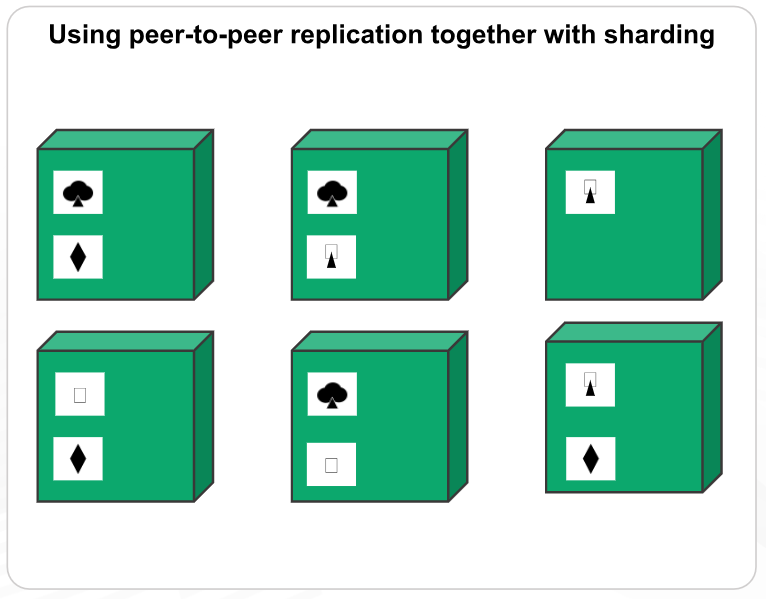 Using peer-to-peer replication together with sharding